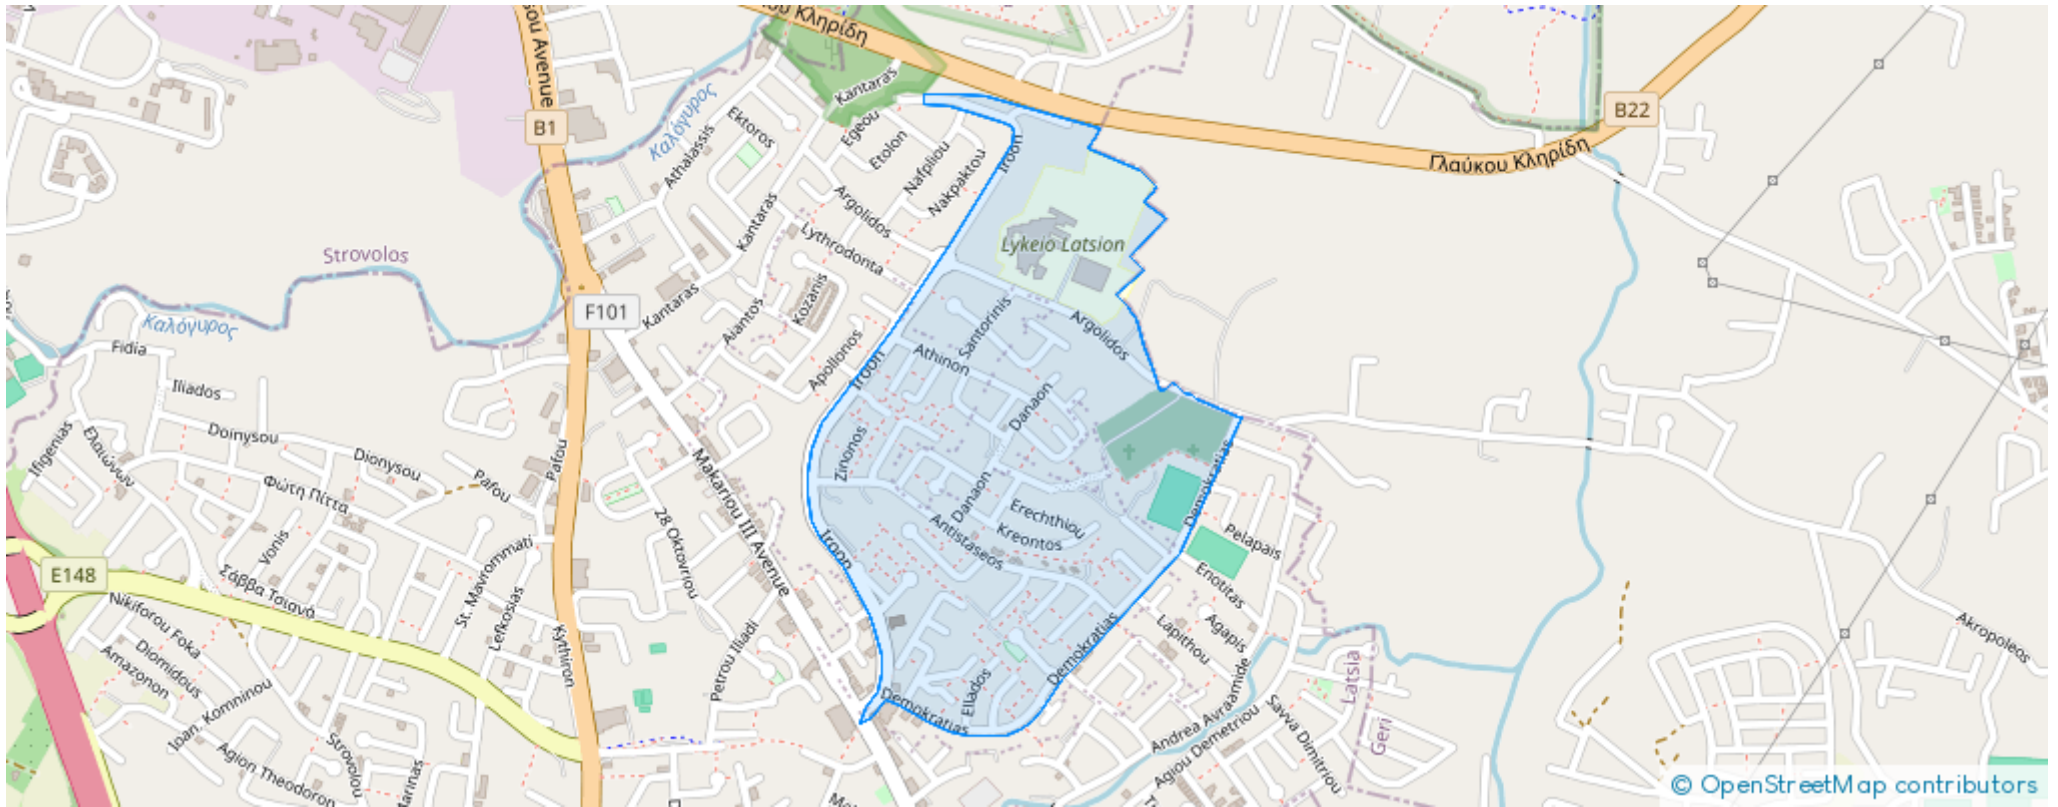 Κληρίδη
Kantaras
B1
B22
Γλαύκου Κληρίδη
Καλόγυρος
Ektoros
Egeou
Etolon
Athalassis
Nafpliou
Nakpaktou
Iroon
Argolidos
Kantaras
Lythrodonta
Lykeio Latsion
Strovolos
F101
Καλόγυρος
Kantaras
Aiantos
Kozanis
Santorinis
Argolidos
Fidia
Apollonos
Iroon
Athinon
Iliados
Danaon
Doinysou
Dionysou
Ifigenias
Ελαιώνων
Pafou
Pafou
Zinonos
Φώτη Πίττα
Makariou III Avenue
Danaon
Erechthiou
Kreontos
Antistaseos
Demokratias
Pelapais
28 Oktovriou
Iroon
Vonis
St. Mavrommati
Enotitas
E148
Σάββα Τσιανά
Nikiforou Foka
Lefkosias
Kythiron
Petrou Iliadi
Lapithou
Agapis
Demokratias
Akropoleos
Diomidous
Amazonon
Ioan. Komninou
Ellados
Demokratias
Andrea Avraamide
Savva Dimitriou
Latsia
Geri
Agiou Demetriou
Strovolou
Agion Theodoron
© OpenStreetMap contributors